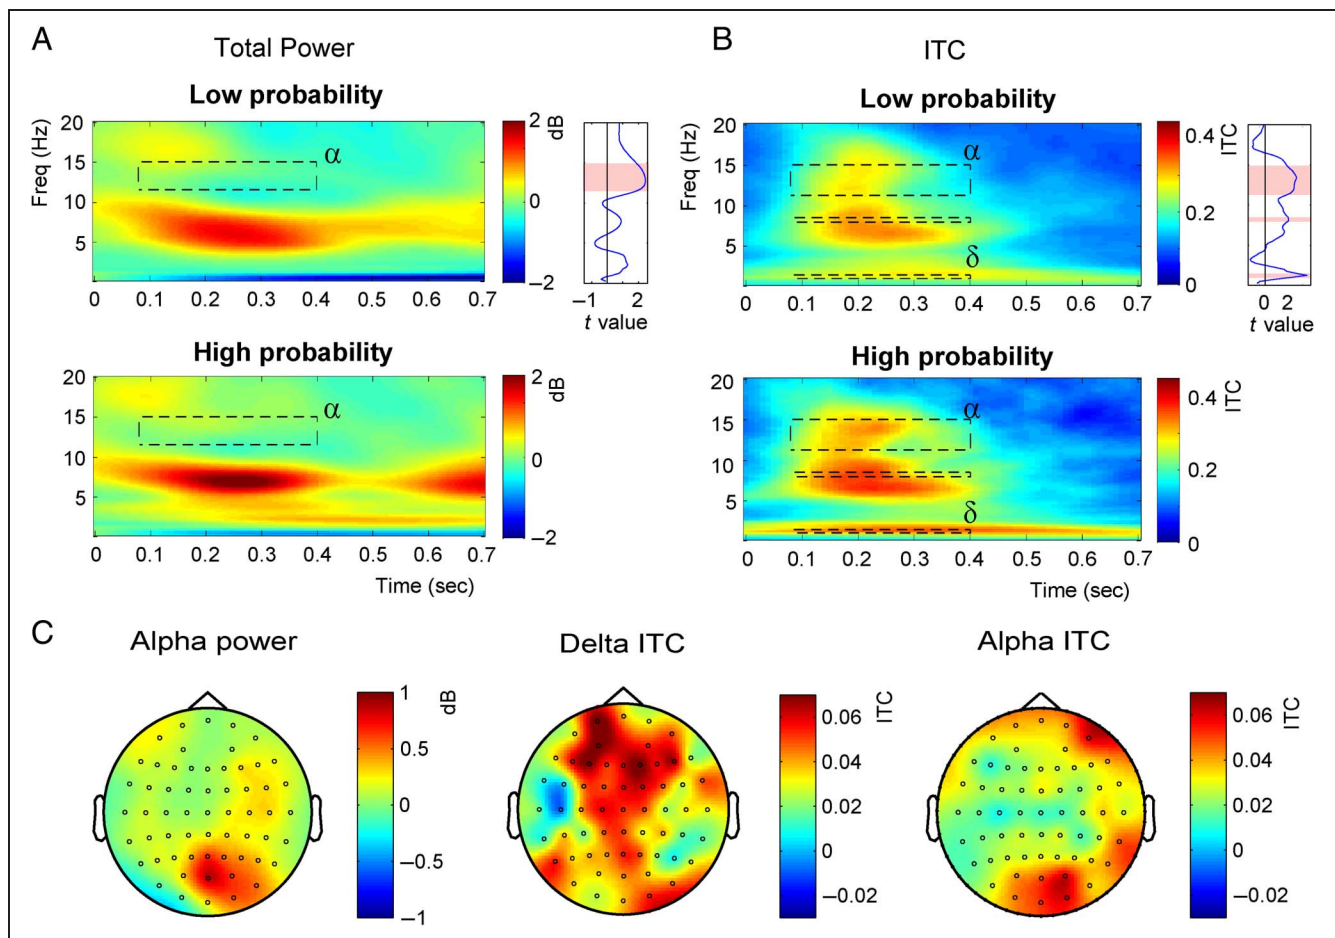 A
Total Power
Low probability
Freq (Hz)
20
15
10
5
0 0.1 0.2 0.3 0.4 0.5 0.6 0.7
α
2
0
−2
dB
−1 2
t value
High probability
20
15
10
5
0 0.1 0.2 0.3 0.4 0.5 0.6 0.7
Time (sec)
α
2
0
−2
dB
B
ITC
Low probability
Freq (Hz)
20
15
10
5
0 0.1 0.2 0.3 0.4 0.5 0.6 0.7
α
δ
0.4
0.2
0
ITC
0 2
t value
High probability
20
15
10
5
0 0.1 0.2 0.3 0.4 0.5 0.6 0.7
Time (sec)
α
δ
0.4
0.2
0
ITC
C
Alpha power
1
0.5
0
−0.5
−1
dB
Delta ITC
0.06
0.04
0.02
0
−0.02
ITC
Alpha ITC
0.06
0.04
0.02
0
−0.02
ITC